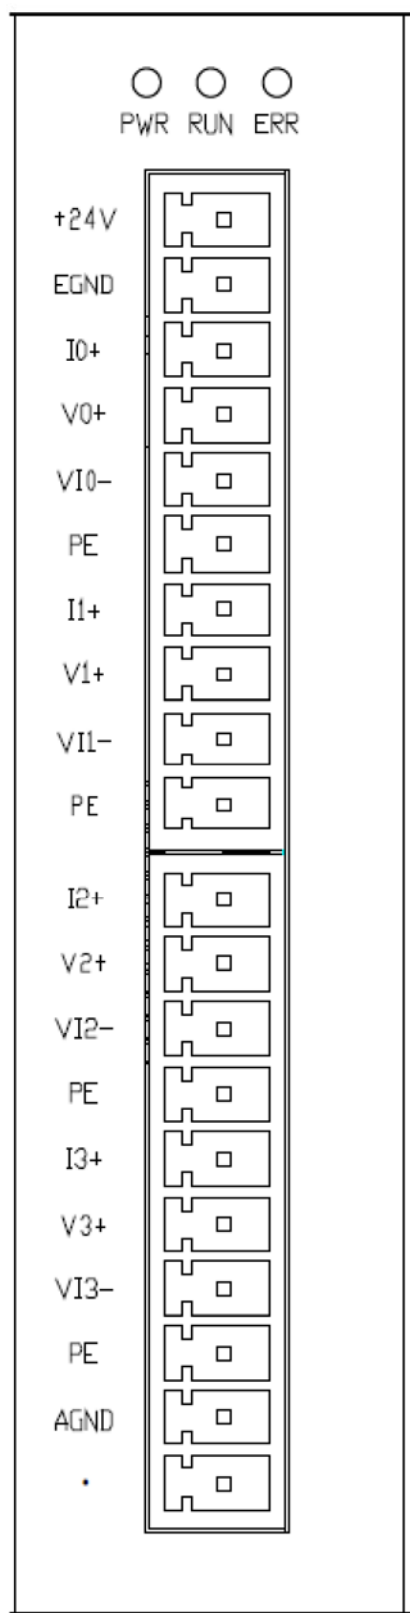 PWR RUN ERR
+24V
EGND
I0+
V0+
VI0-
PE
I1+
V1+
VI1-
PE
I2+
V2+
VI2-
PE
I3+
V3+
VI3-
PE
AGND
•